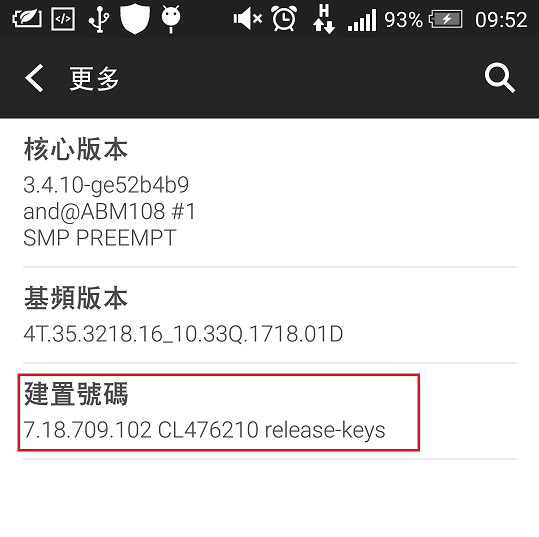 H 93% 09:52
更多
核心版本
3.4.10-ge52b4b9
and@ABM108 #1
SMP PREEMPT
基頻版本
4T.35.3218.16_10.33Q.1718.01D
建置號碼
7.18.709.102 CL476210 release-keys